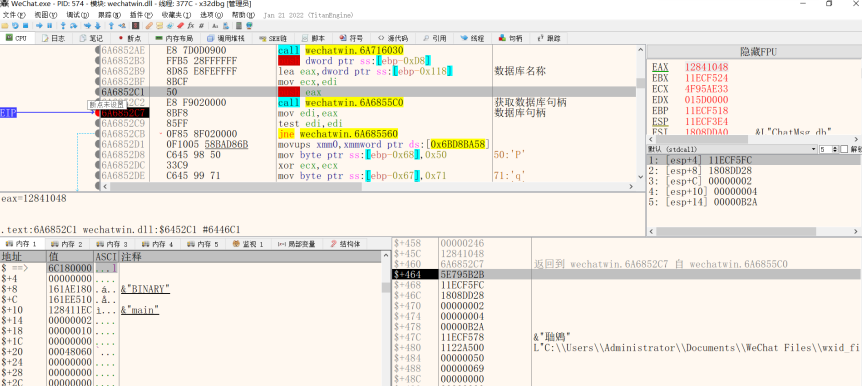 WeChat.exe - PID: 574 - 模块: wechatwin.dll - 线程: 377C - x32dbg [管理员]
文件(F) 视图(V) 调试(D) 跟踪(N) 插件(P) 收藏夹(I) 选项(O) 帮助(H) Jan 21 2022 (TitanEngine)
CPU 日志 笔记 断点 内存布局 调用堆栈 SEH链 脚本 符号 源代码 引用 线程 句柄 跟踪
6A6852AE E8 7D0D0900 call wechatwin.6A716030
6A6852B3 FFB5 28FFFFFF dword ptr ss:[ebp-0xD8]
6A6852B9 8D85 E8FEFFFF lea eax,dword ptr ss:[ebp-0x118] 数据库名称
6A6852BF 8BCF mov ecx,edi
6A6852C1 50 eax
断点未设置
6A6852C2 E8 F9020000 call wechatwin.6A6855C0 获取数据库句柄
EIP 6A6852C7 8BF8 mov edi,eax 数据库句柄
6A6852C9 85FF test edi,edi
6A6852CB 0F85 8F020000 jne wechatwin.6A685560
6A6852D1 0F1005 58BAD86B movups xmm0,xmmword ptr ds:[0x6BD8BA58]
6A6852D8 C645 98 50 mov byte ptr ss:[ebp-0x68],0x50 50:'P'
6A6852DC 33C9 xor ecx,ecx
6A6852DE C645 99 71 mov byte ptr ss:[ebp-0x67],0x71 71:'q'
隐藏FPU
EAX 12841048
EBX 11ECF524
ECX 4F95AE33
EDX 015D0000
EBP 11ECF518
ESP 11ECF3E4
ESI 1808DDA0 &L"ChatMsg.db"
默认 (stdcall) 5 解锁
1: [esp+4] 11ECF5FC
2: [esp+8] 1808DD28
3: [esp+C] 00000002
4: [esp+10] 00000004
5: [esp+14] 00000B2A
eax=12841048
.text:6A6852C1 wechatwin.dll:$6452C1 #6446C1
内存 1 内存 2 内存 3 内存 4 内存 5 监视 1 局部变量 结构体
地址 值 ASCI 注释
$ ==> 6C180000 ...l
$+4 00000000 ....
$+8 161AE180 .á.. &"BINARY"
$+C 161EE510 .å..
$+10 128411EC ì... &"main"
$+14 00000002 ....
$+18 00000010 ....
$+1C 00000000 ....
$+20 00048060 `...
$+24 00000000 ....
$+28 00000000 ....
$+2C 00000000 ....
$+458 00000246
$+45C 12841048
$+460 6A6852C7 返回到 wechatwin.6A6852C7 自 wechatwin.6A6855C0
$+464 5E795B2B
$+468 11ECF5FC
$+46C 1808DD28
$+470 00000002
$+474 00000004
$+478 00000B2A
$+47C 11ECF578
$+480 1122A500 L"C:\\Users\\Administrator\\Documents\\WeChat Files\\wxid_fi
$+484 00000050
$+488 00000069
$+48C 00000000